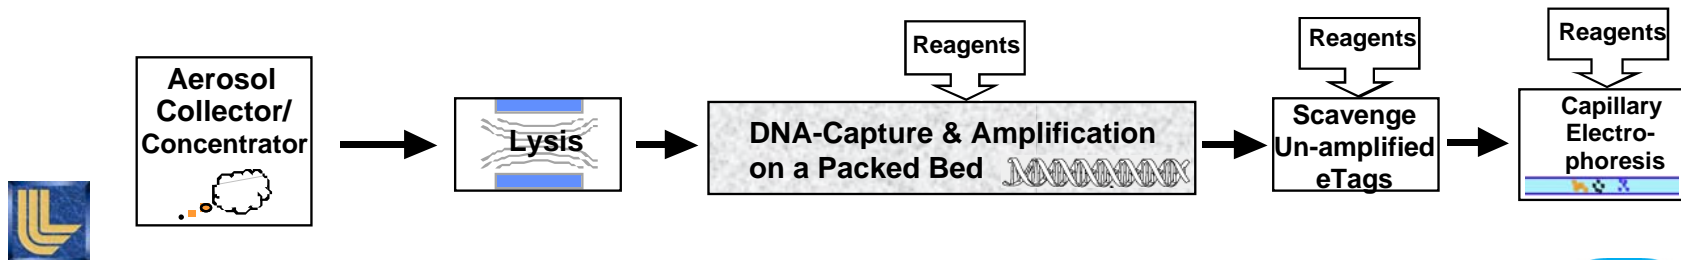 Reagents
Reagents
Reagents
Aerosol
Collector/
Concentrator
Lysis
DNA-Capture & Amplification
on a Packed Bed
Scavenge
Un-amplified
eTags
Capillary
Electro-
phoresis